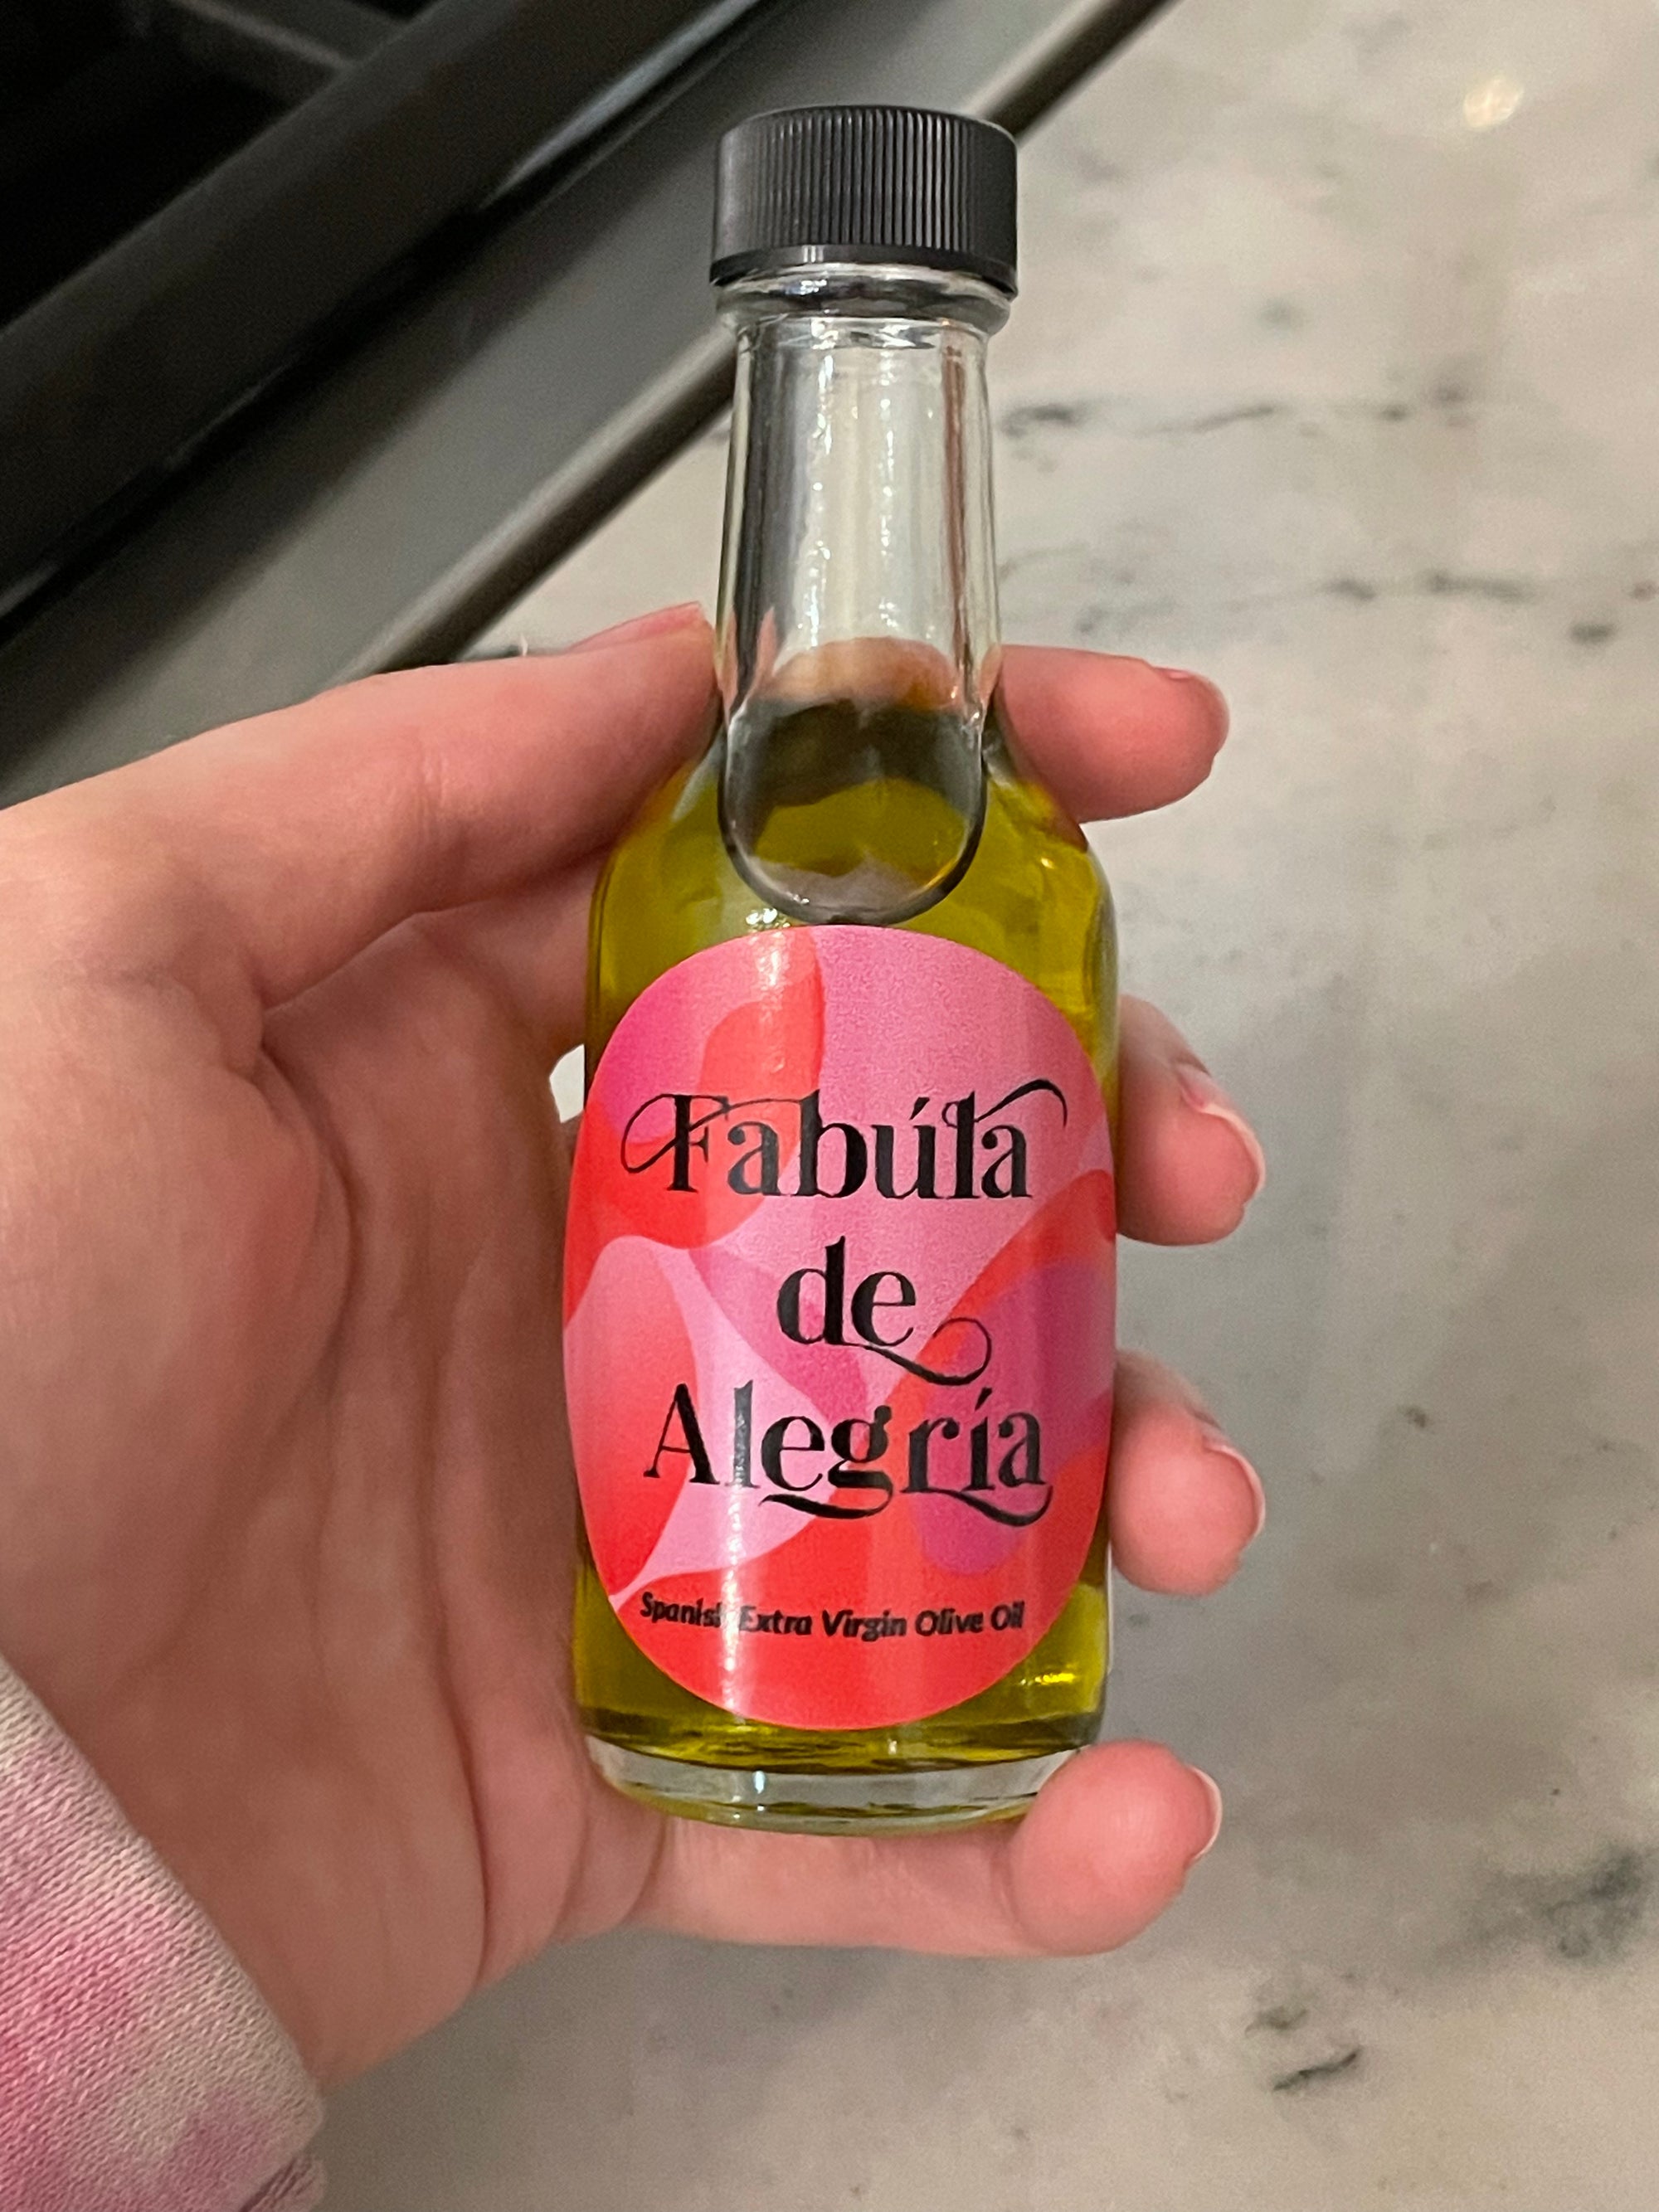 Fabúla
de
Alegría
Spanish Extra Virgin Olive Oil